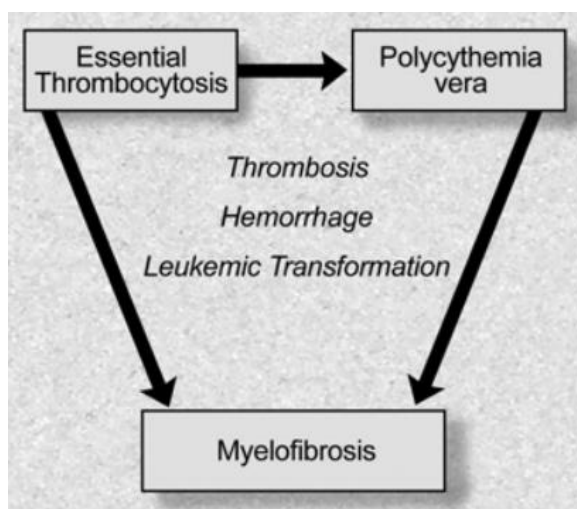 Essential
Thrombocytosis
Polycythemia
vera
Thrombosis
Hemorrhage
Leukemic Transformation
Myelofibrosis